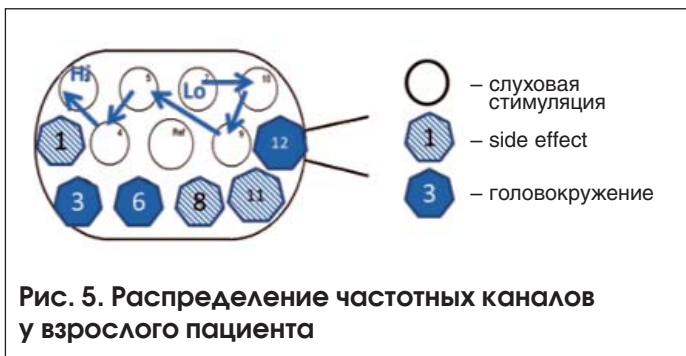 Hi 2 5 Lo 7 10
1 4 Ref 9 12
3 6 8 11
– слуховая
стимуляция
1 – side effect
3 – головокружение
Рис. 5. Распределение частотных каналов
у взрослого пациента